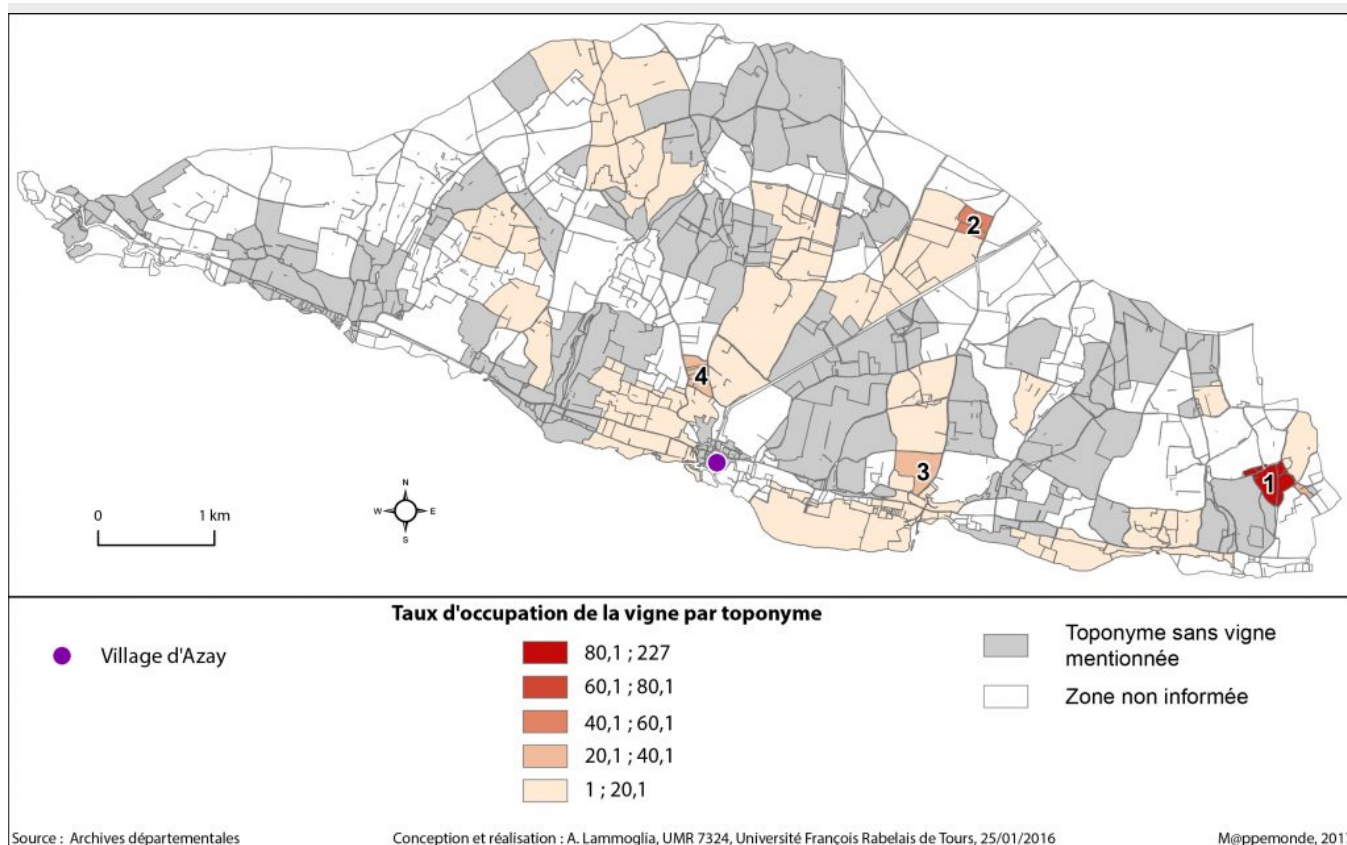 2
4
3
1
N
W E
S
0 1 km
Taux d'occupation de la vigne par toponyme
Village d'Azay
80,1 ; 227
60,1 ; 80,1
40,1 ; 60,1
20,1 ; 40,1
1 ; 20,1
Toponyme sans vigne
mentionnée
Zone non informée
Source : Archives départementales Conception et réalisation : A. Lammoglia, UMR 7324, Université François Rabelais de Tours, 25/01/2016 M@ppemonde, 2017